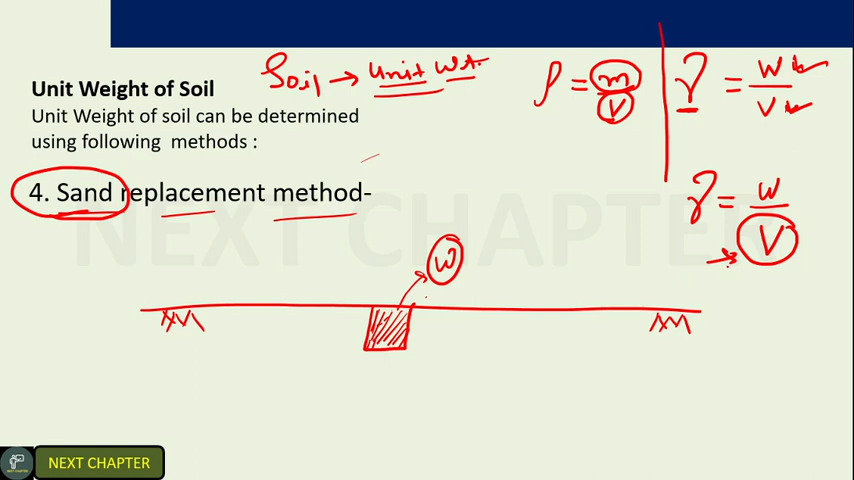 Soil → Unit Wt.
ρ = m/V
γ = W/V
Unit Weight of Soil
Unit Weight of soil can be determined
using following methods :
4. Sand replacement method-
γ = W/V
NEXT CHAPTER
W
NEXT CHAPTER